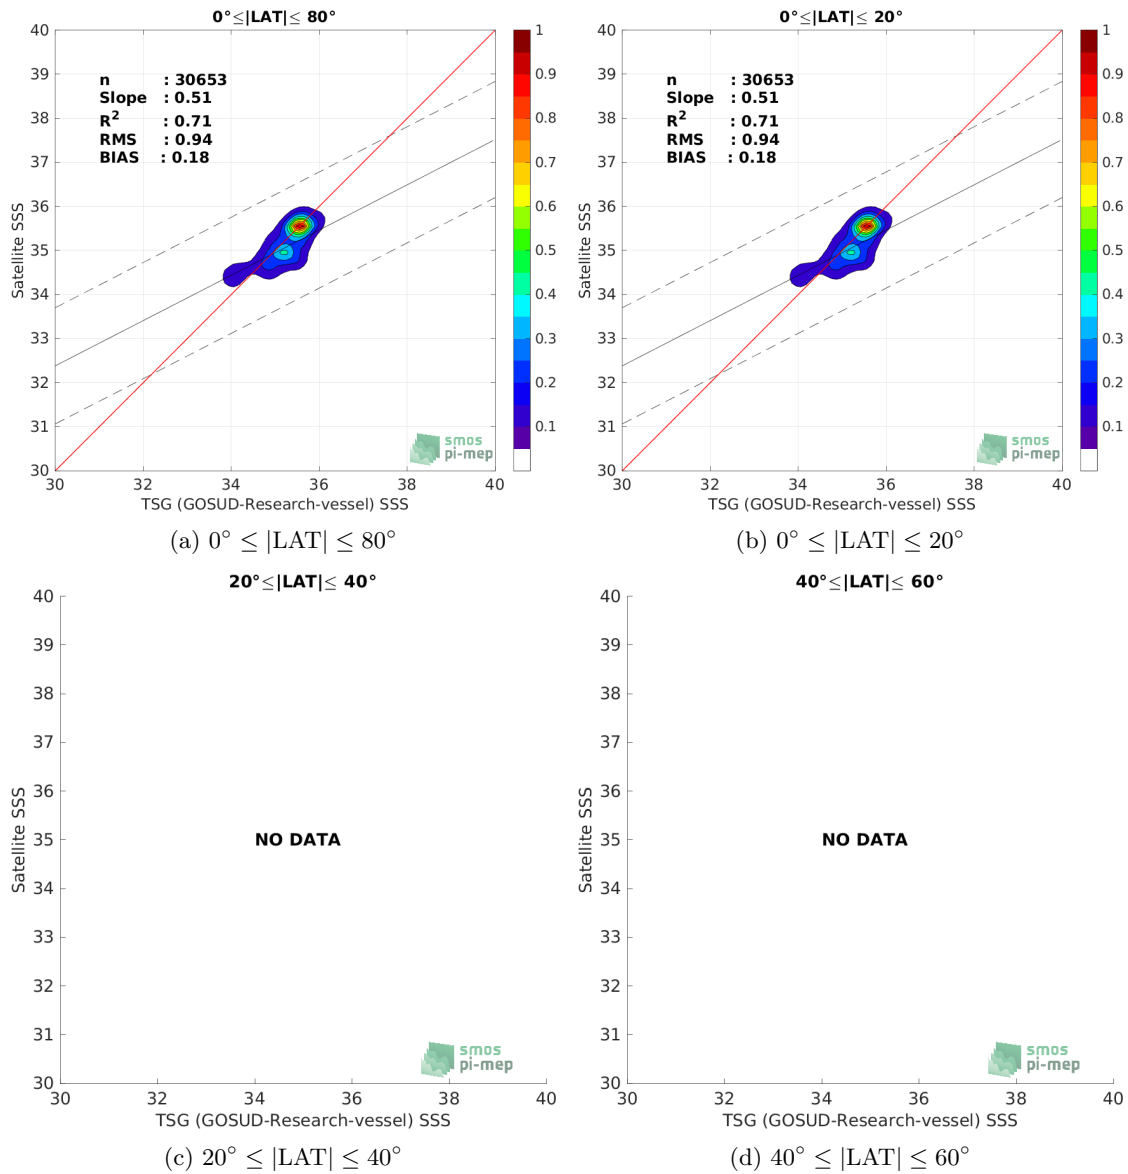 0°≤|LAT|≤ 80°
40
39
38
37
36
35
34
33
32
31
30
30
32
34
36
38
40
Satellite SSS
TSG (GOSUD-Research-vessel) SSS
n : 30653
Slope : 0.51
R² : 0.71
RMS : 0.94
BIAS : 0.18
1
0.9
0.8
0.7
0.6
0.5
0.4
0.3
0.2
0.1
smos
pi-mep
(a) 0° ≤ |LAT| ≤ 80°
0°≤|LAT|≤ 20°
40
39
38
37
36
35
34
33
32
31
30
30
32
34
36
38
40
Satellite SSS
TSG (GOSUD-Research-vessel) SSS
n : 30653
Slope : 0.51
R² : 0.71
RMS : 0.94
BIAS : 0.18
1
0.9
0.8
0.7
0.6
0.5
0.4
0.3
0.2
0.1
smos
pi-mep
(b) 0° ≤ |LAT| ≤ 20°
20°≤|LAT|≤ 40°
40
39
38
37
36
35
34
33
32
31
30
30
32
34
36
38
40
Satellite SSS
NO DATA
smos
pi-mep
TSG (GOSUD-Research-vessel) SSS
(c) 20° ≤ |LAT| ≤ 40°
40°≤|LAT|≤ 60°
40
39
38
37
36
35
34
33
32
31
30
30
32
34
36
38
40
Satellite SSS
NO DATA
smos
pi-mep
TSG (GOSUD-Research-vessel) SSS
(d) 40° ≤ |LAT| ≤ 60°